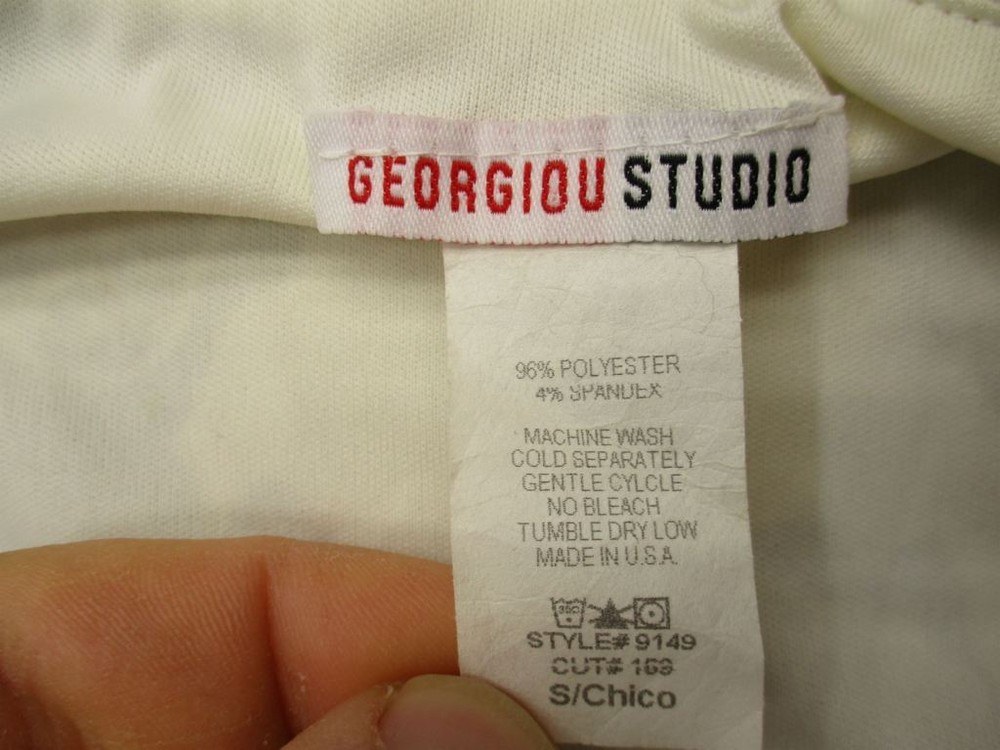 GEORGIOU STUDIO
96% POLYESTER
4% SPANDEX
MACHINE WASH
COLD SEPARATELY
GENTLE CYLCLE
NO BLEACH
TUMBLE DRY LOW
MADE IN U.S.A.
STYLE# 9149
CUT#
S/Chico